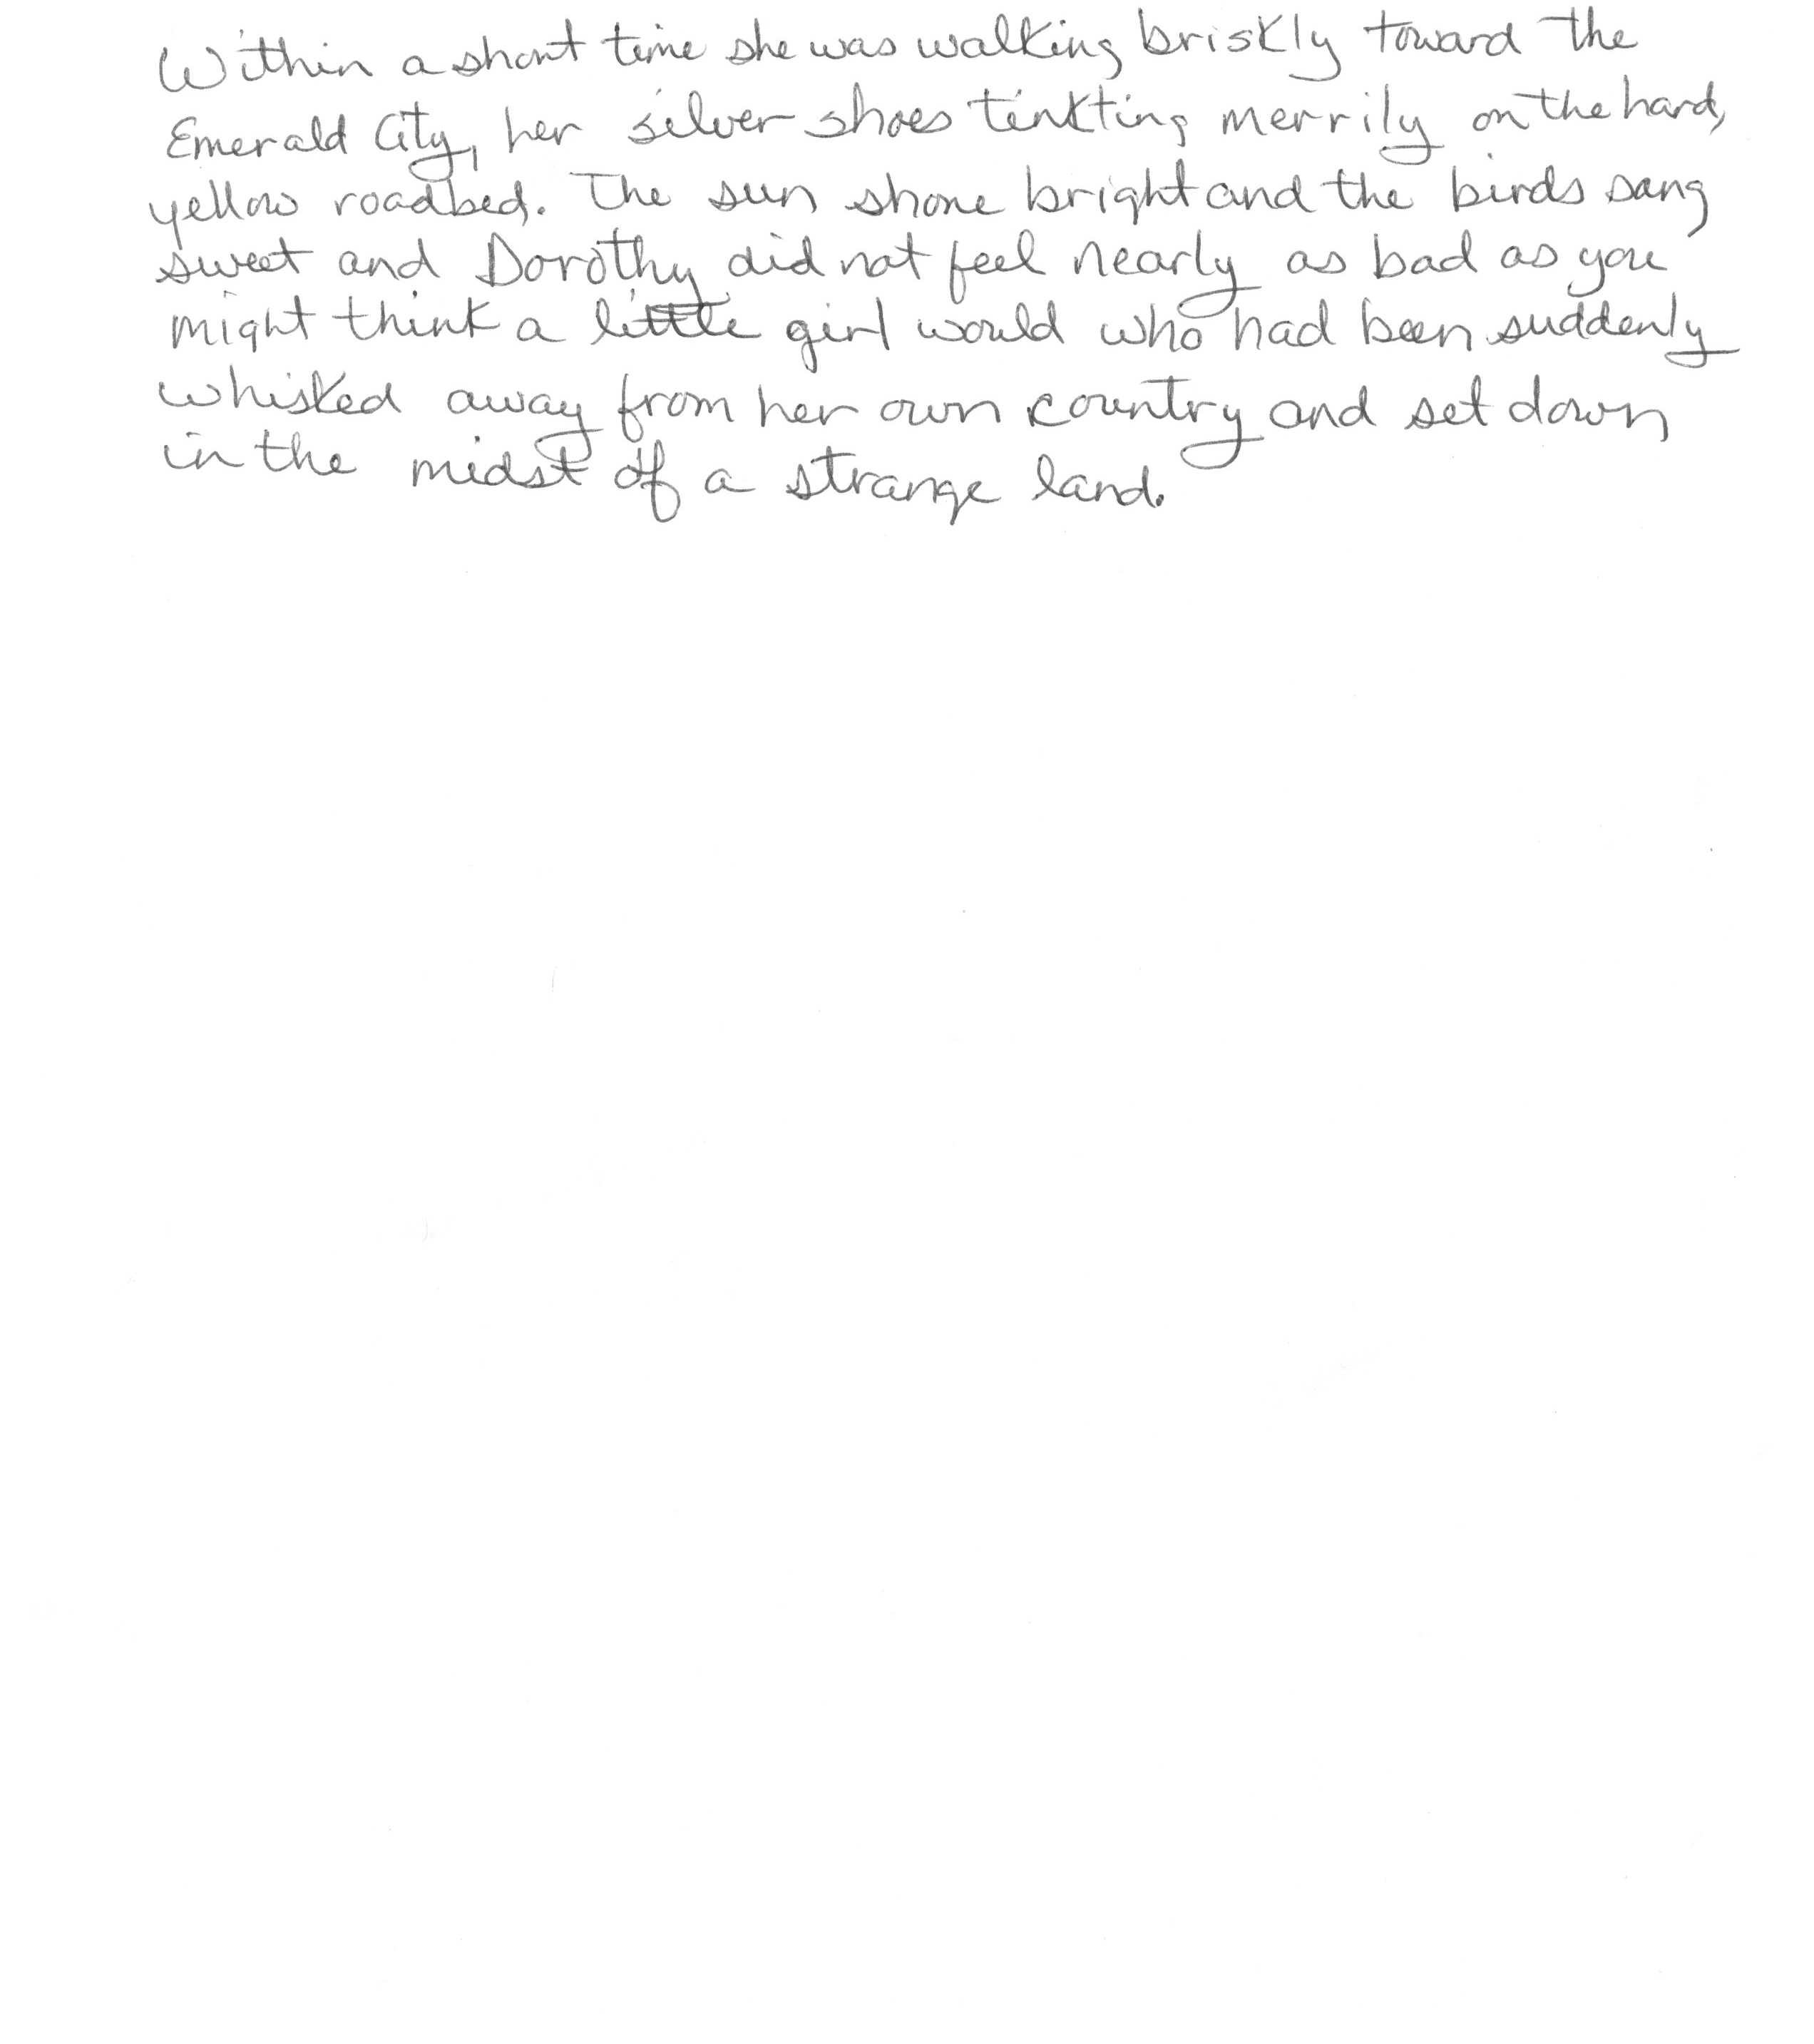 Within a short time she was walking briskly toward the
Emerald City, her silver shoes tinkting merrily on the hard,
yellow roadbed. The sun shone bright and the birds sang
sweet and Dorothy did not feel nearly as bad as you
might think a little girl would who had been suddenly
whisked away from her own country and set down
in the midst of a strange land.